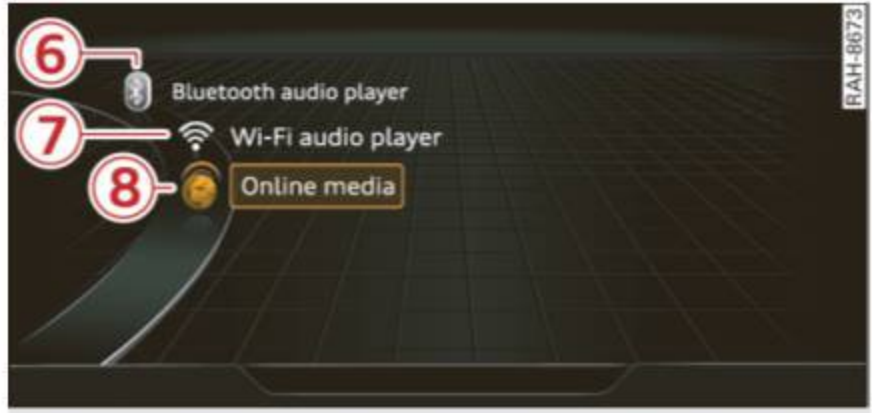 6
Bluetooth audio player
7
Wi-Fi audio player
8
Online media
RAH-8673